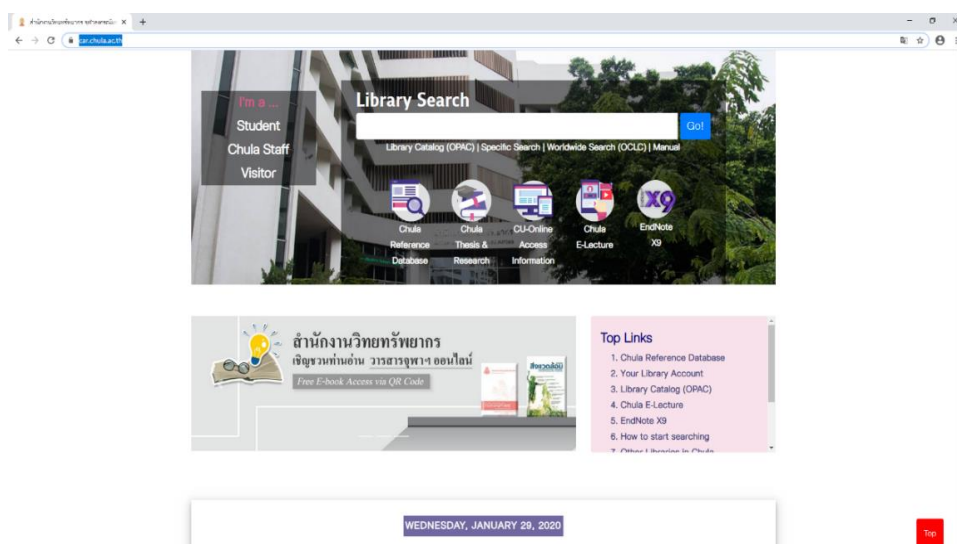 car.chula.ac.th
I'm a ...
Student
Chula Staff
Visitor
Library Search
Go!
Library Catalog (OPAC) | Specific Search | Worldwide Search (OCLC) | Manual
Chula
Reference
Database
Chula
Thesis &
Research
CU-Online
Access
Information
Chula
E-Lecture
X9
EndNote
X9
สำนักงานวิทยทรัพยากร
เชิญชวนท่านอ่าน วารสารจุฬาฯ ออนไลน์
Free E-book Access via QR Code
Top Links
1. Chula Reference Database
2. Your Library Account
3. Library Catalog (OPAC)
4. Chula E-Lecture
5. EndNote X9
6. How to start searching
7. Other Libraries in Chula
WEDNESDAY, JANUARY 29, 2020
Top